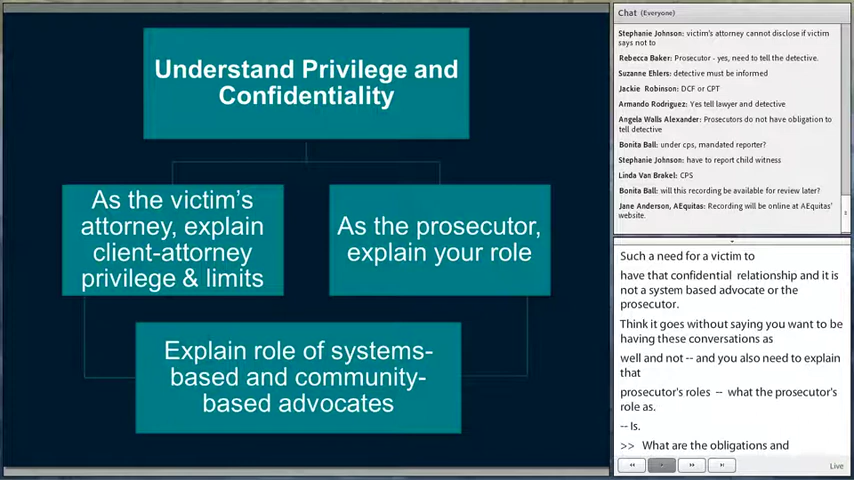 Understand Privilege and
Confidentiality
As the victim's
attorney, explain
client-attorney
privilege & limits
As the prosecutor,
explain your role
Explain role of systems-
based and community-
based advocates
Chat (Everyone)
Stephanie Johnson: victim's attorney cannot disclose if victim
says not to
Rebecca Baker: Prosecutor - yes, need to tell the detective.
Suzanne Ehlers: detective must be informed
Jackie Robinson: DCF or CPT
Armando Rodriguez: Yes tell lawyer and detective
Angela Walls Alexander: Prosecutors do not have obligation to
tell detective
Bonita Ball: under cps, mandated reporter?
Stephanie Johnson: have to report child witness
Linda Van Brakel: CPS
Bonita Ball: will this recording be available for review later?
Jane Anderson, AEquitas: Recording will be online at AEquitas'
website.
Such a need for a victim to
have that confidential relationship and it is
not a system based advocate or the
prosecutor.
Think it goes without saying you want to be
having these conversations as
well and not -- and you also need to explain
that
prosecutor's roles -- what the prosecutor's
role as.
-- Is.
>> What are the obligations and
Live